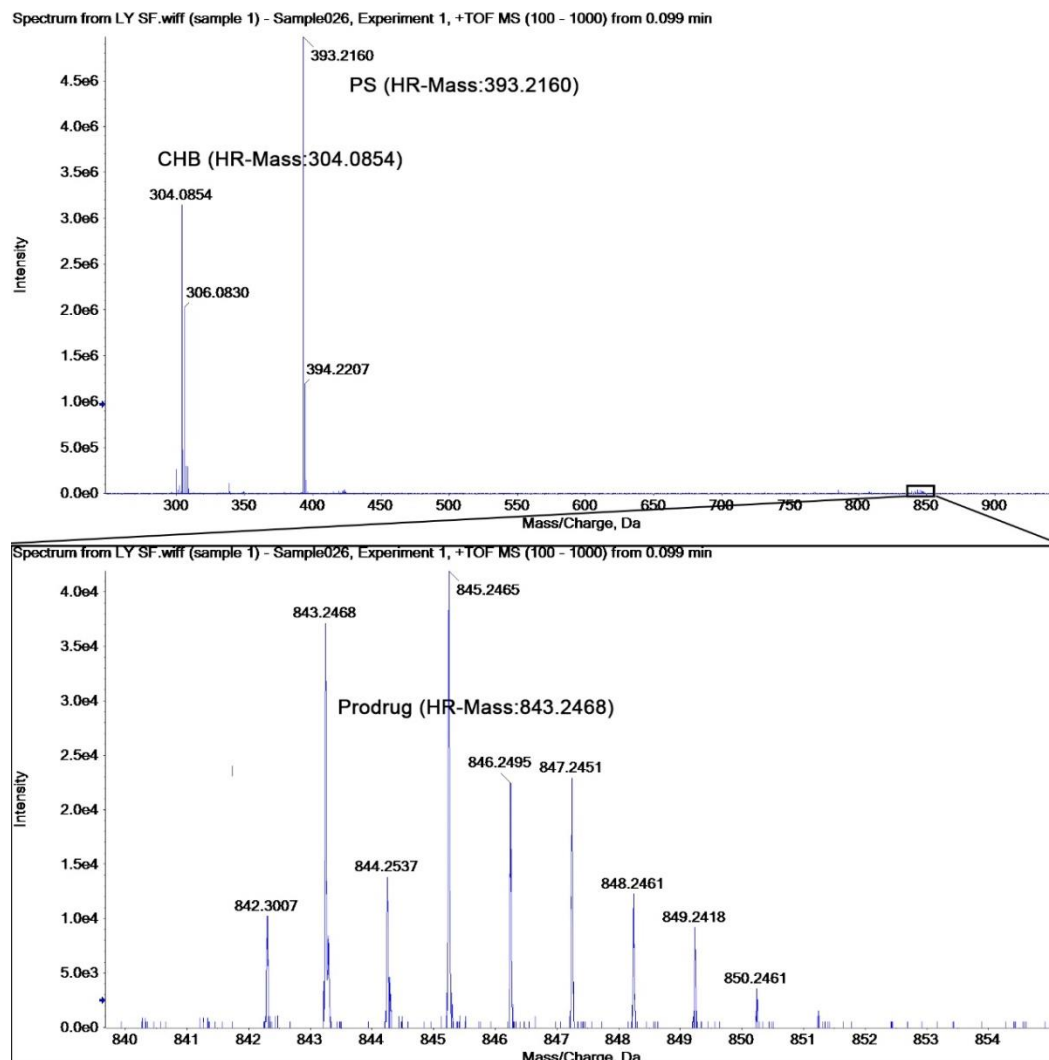 Spectrum from LY SF.wiff (sample 1) - Sample026, Experiment 1, +TOF MS (100 - 1000) from 0.099 min
393.2160
4.5e6
PS (HR-Mass:393.2160)
4.0e6
3.5e6
CHB (HR-Mass:304.0854)
304.0854
3.0e6
Intensity
2.5e6
306.0830
2.0e6
1.5e6
394.2207
1.0e6
5.0e5
0.0e0
300 350 400 450 500 550 600 650 700 750 800 850 900
Mass/Charge, Da
Spectrum from LY SF.wiff (sample 1) - Sample026, Experiment 1, +TOF MS (100 - 1000) from 0.099 min
845.2465
4.0e4
843.2468
3.5e4
3.0e4
Prodrug (HR-Mass:843.2468)
2.5e4
846.2495 847.2451
Intensity
2.0e4
1.5e4
844.2537
848.2461
842.3007
849.2418
1.0e4
5.0e3
850.2461
0.0e0
840 841 842 843 844 845 846 847 848 849 850 851 852 853 854
Mass/Charge, Da